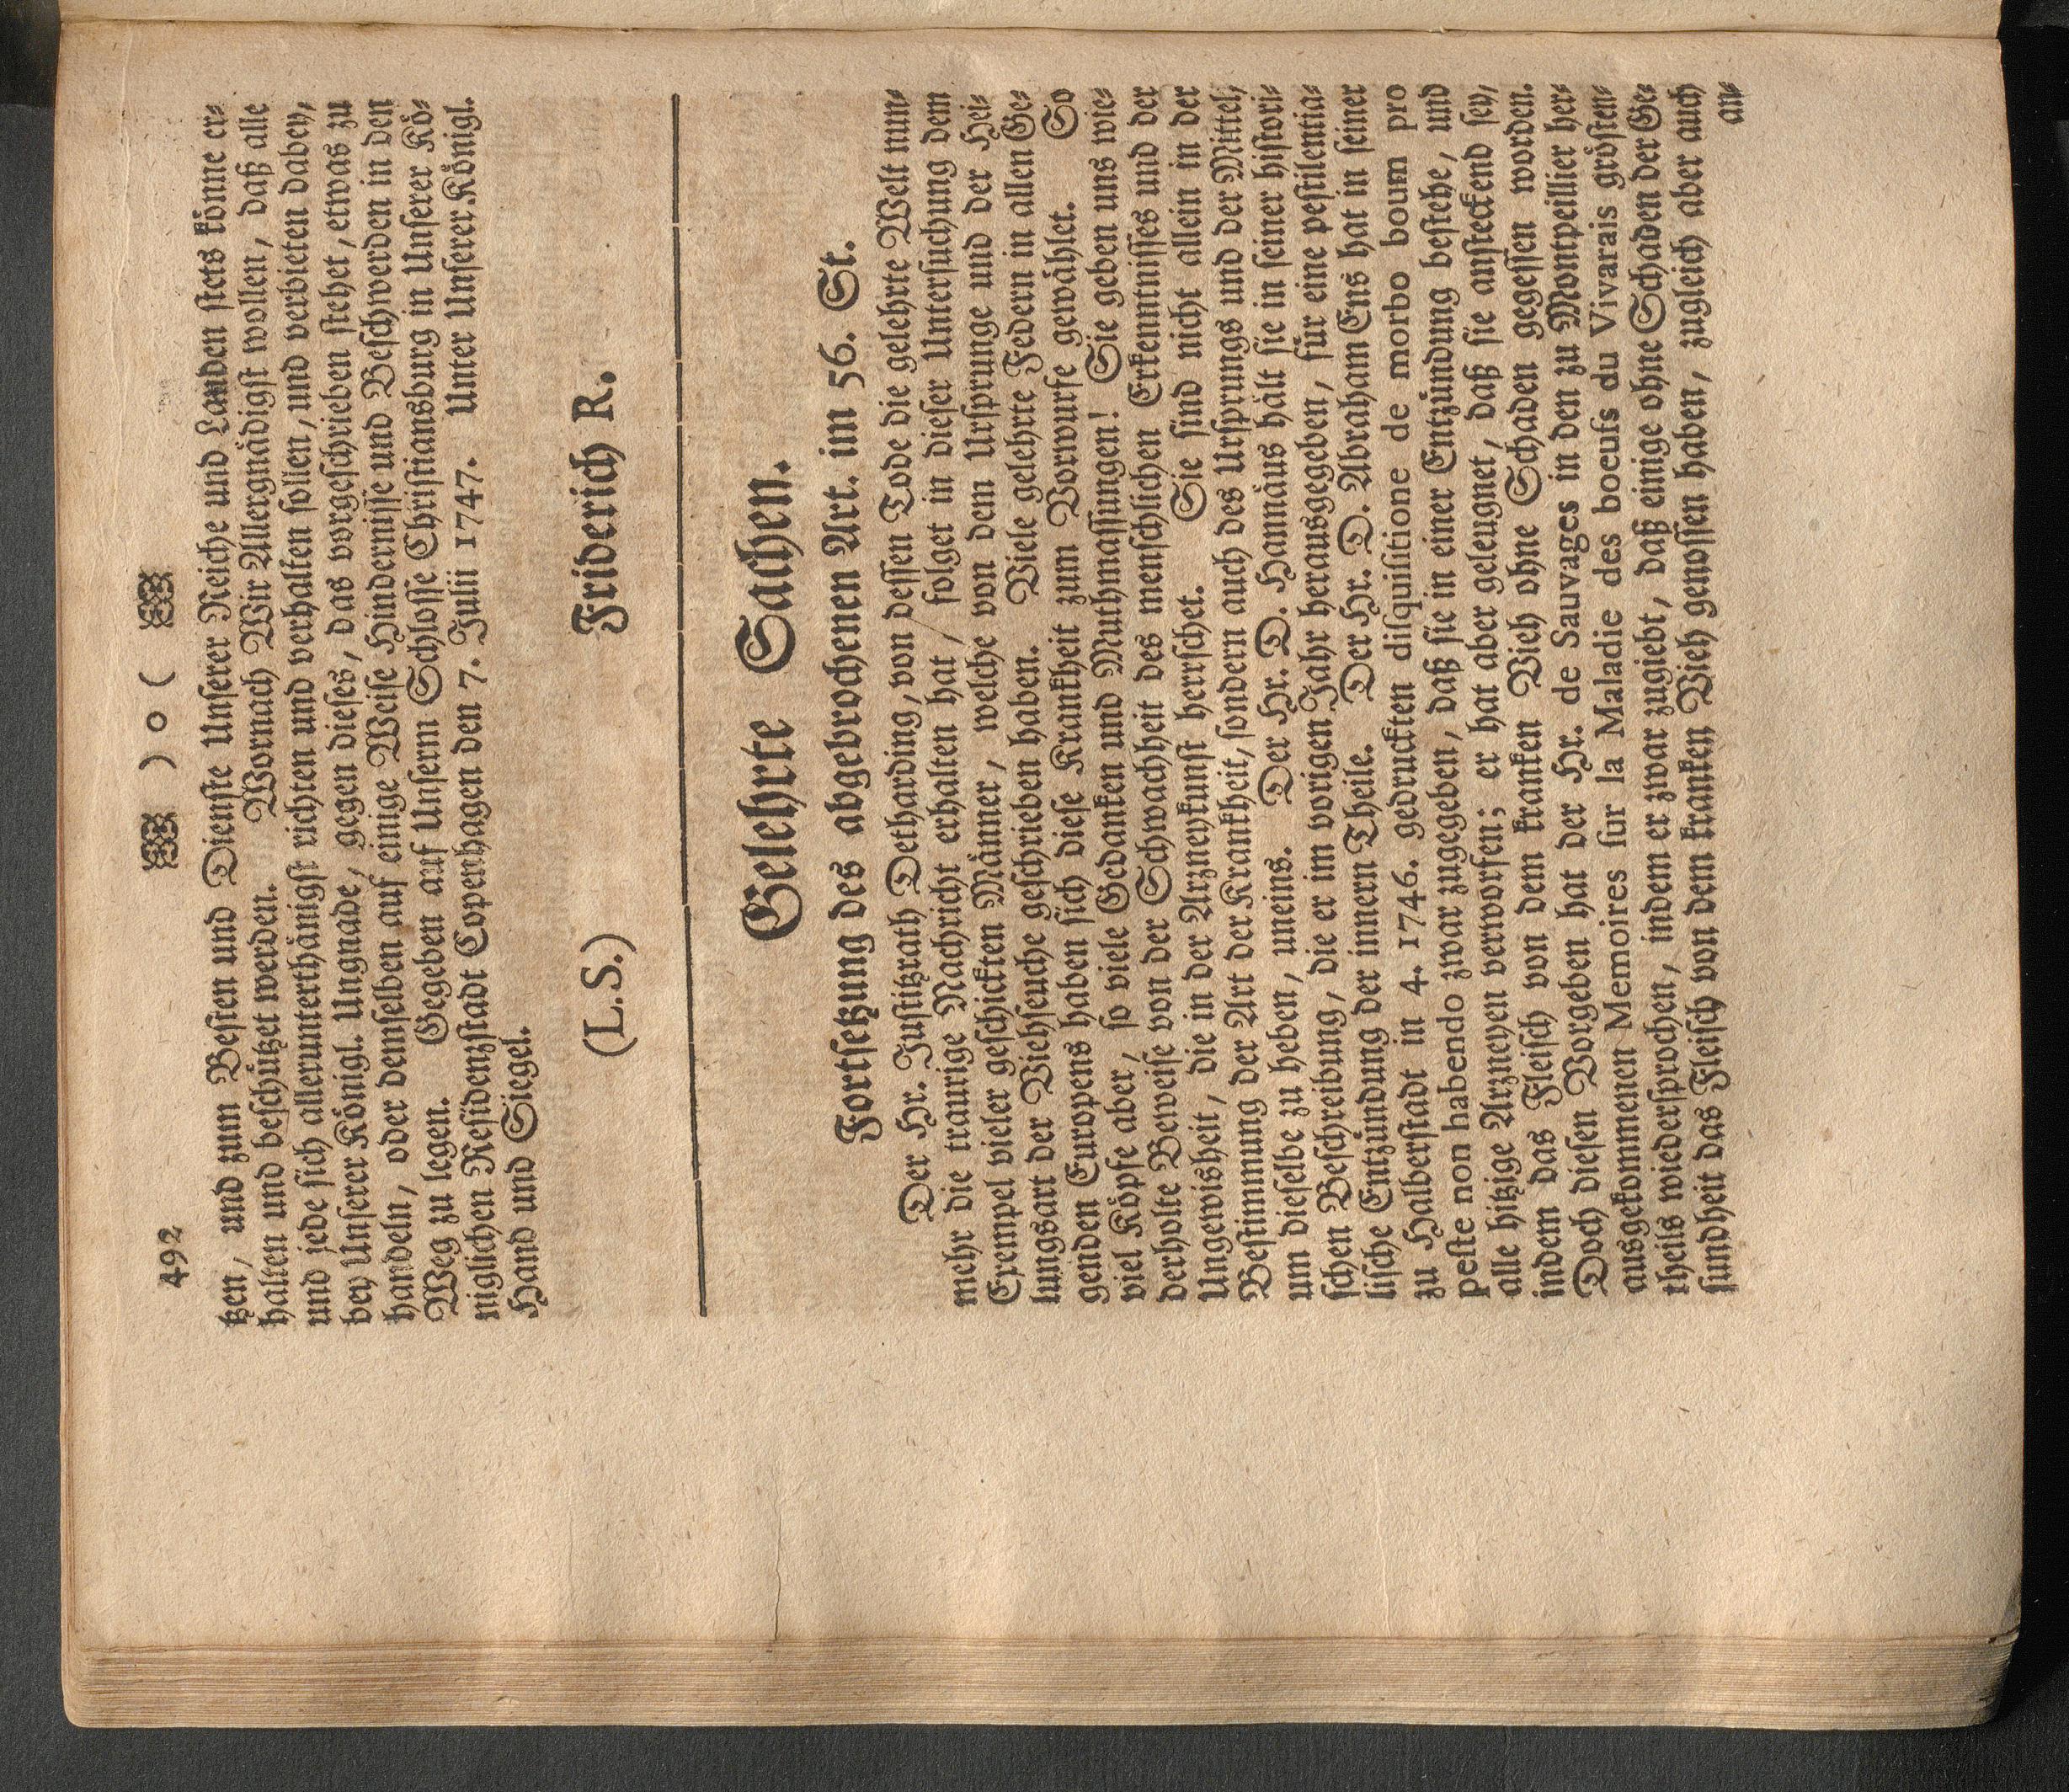 492 ) o (
tzen, und zum Besten und Dienste Unserer Reiche und Landen stets könne er⸗
halten und beschützet werden. Wornach Wir Allergnädigst wollen, daß alle
und jede sich allerunterthänigst richten und verhalten sollen, und verbieten dabey,
bey Unserer Königl. Ungnade, gegen dieses, das vorgeschrieben stehet, etwas zu
handeln, oder demselben auf einige Weise Hindernisse und Beschwerden in den
Weg zu legen. Gegeben auf Unserm Schlosse Christiansburg in Unserer Kö⸗
niglichen Residenzstadt Copenhagen den 7. Julii 1747. Unter Unserer Königl.
Hand und Siegel.
(L.S.) Friderich R.
Gelehrte Sachen.
Fortsetzung des abgebrochenen Art. im 56. St.
Der Hr. Justitzrath Detharding, von dessen Tode die gelehrte Welt nun⸗
mehr die traurige Nachricht erhalten hat, folget in dieser Untersuchung dem
Exempel vieler geschickten Männer, welche von dem Ursprunge und der Hei⸗
lungsart der Viehseuche geschrieben haben. Viele gelehrte Federn in allen Ge⸗
genden Europens haben sich diese Krankheit zum Vorwurfe gewählet. So
viel Köpfe aber, so viele Gedanken und Muthmassungen! Sie geben uns wie⸗
derholte Beweise von der Schwachheit des menschlichen Erkenntnisses und der
Ungewisheit, die in der Arzneykunst herrschet. Sie sind nicht allein in der
Bestimmung der Art der Krankheit, sondern auch des Ursprungs und der Mittel,
um dieselbe zu heben, uneins. Der Hr. D. Hannäus hält sie in seiner histori⸗
schen Beschreibung, die er im vorigen Jahr herausgegeben, für eine pestilentia⸗
lische Entzündung der innern Theile. Der Hr. D. Abraham Ens hat in seiner
zu Halberstadt in 4. 1746. gedruckten disquisitione de morbo boum pro
peste non habendo zwar zugegeben, daß sie in einer Entzündung bestehe, und
alle hitzige Arzneyen verworfen; er hat aber geleugnet, daß sie ansteckend sey,
indem das Fleisch von dem kranken Vieh ohne Schaden gegessen worden.
Doch diesen Vorgeben hat der Hr. de Sauvages in den zu Montpeillier her⸗
ausgekommenen Memoires sur la Maladie des boeufs du Vivarais grösten⸗
theils wiedersprochen, indem er zwar zugiebt, daß einige ohne Schaden der Ge⸗
sundheit das Fleisch von dem kranken Vieh genossen haben, zugleich aber auch
an⸗